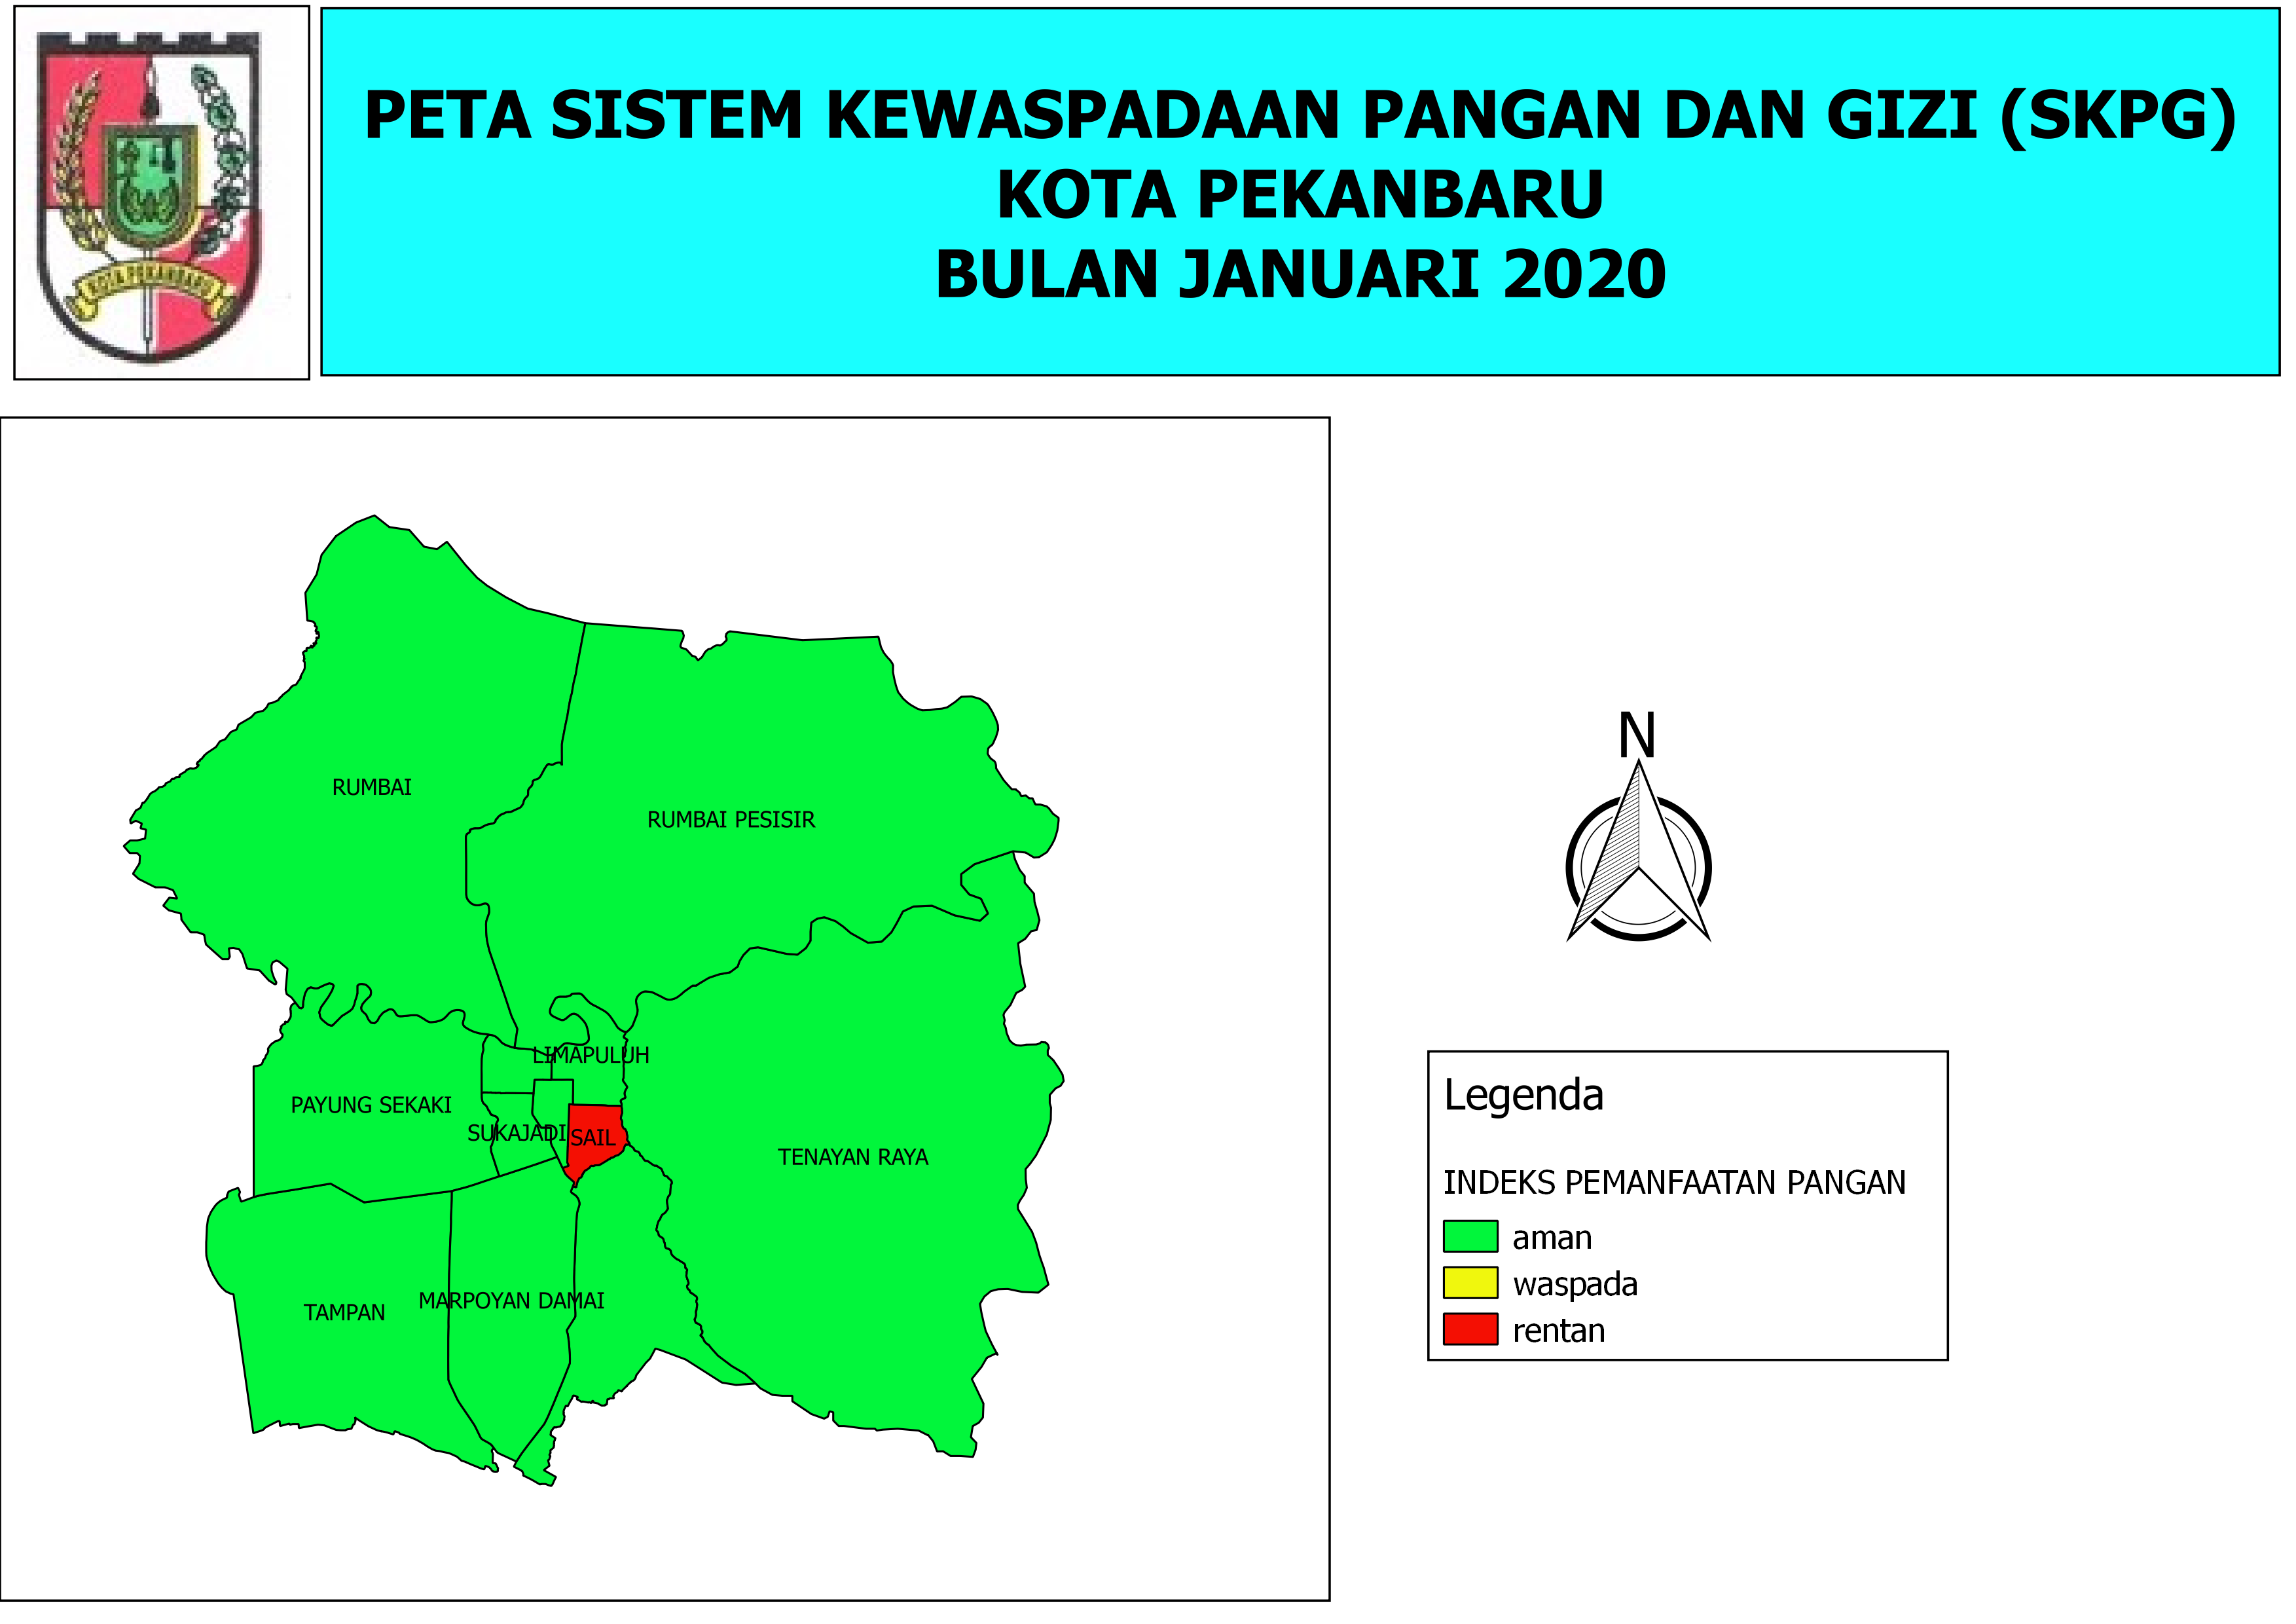 KOTA PEKANBARU
PETA SISTEM KEWASPADAAN PANGAN DAN GIZI (SKPG)
KOTA PEKANBARU
BULAN JANUARI 2020
RUMBAI
RUMBAI PESISIR
LIMAPULUH
PAYUNG SEKAKI
SUKAJADI
SAIL
TENAYAN RAYA
MARPOYAN DAMAI
TAMPAN
N
Legenda
INDEKS PEMANFAATAN PANGAN
aman
waspada
rentan